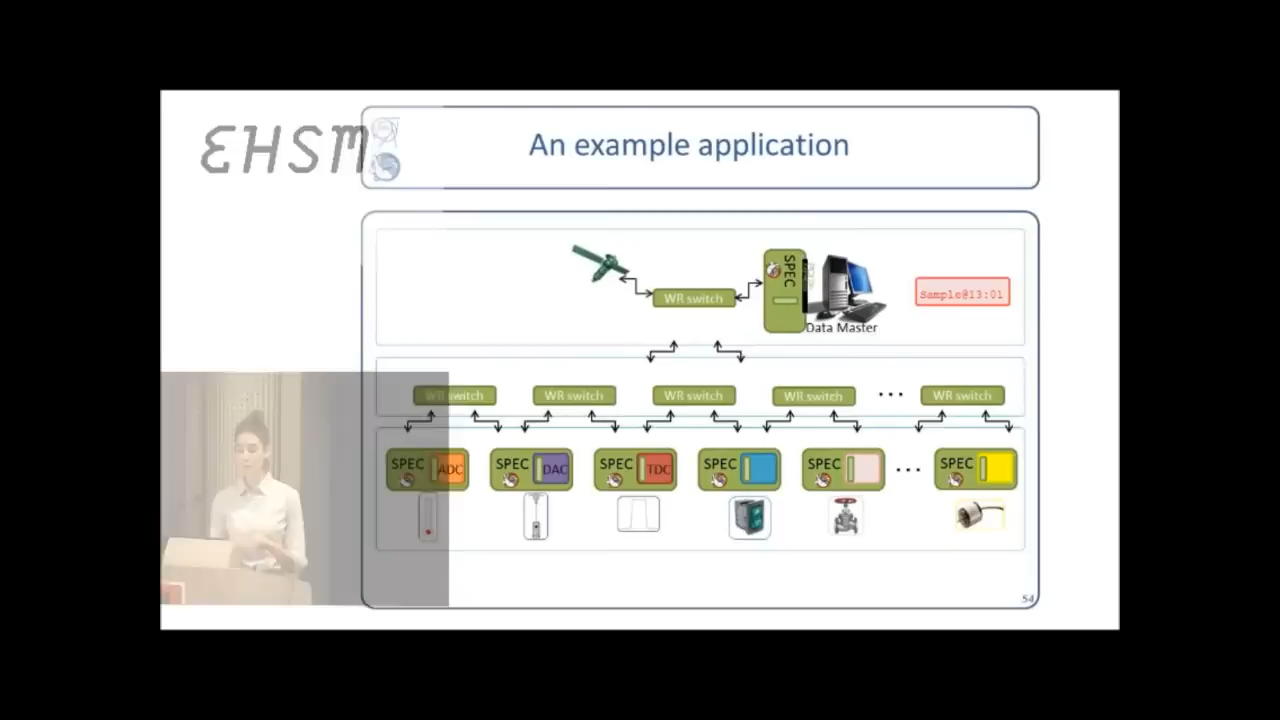 EHSM
An example application
WR switch
SPEC
Sample@13:01
Data Master
WR switch
WR switch
WR switch
WR switch
...
WR switch
SPEC ADC
SPEC DAC
SPEC TDC
SPEC
SPEC
...
SPEC
54